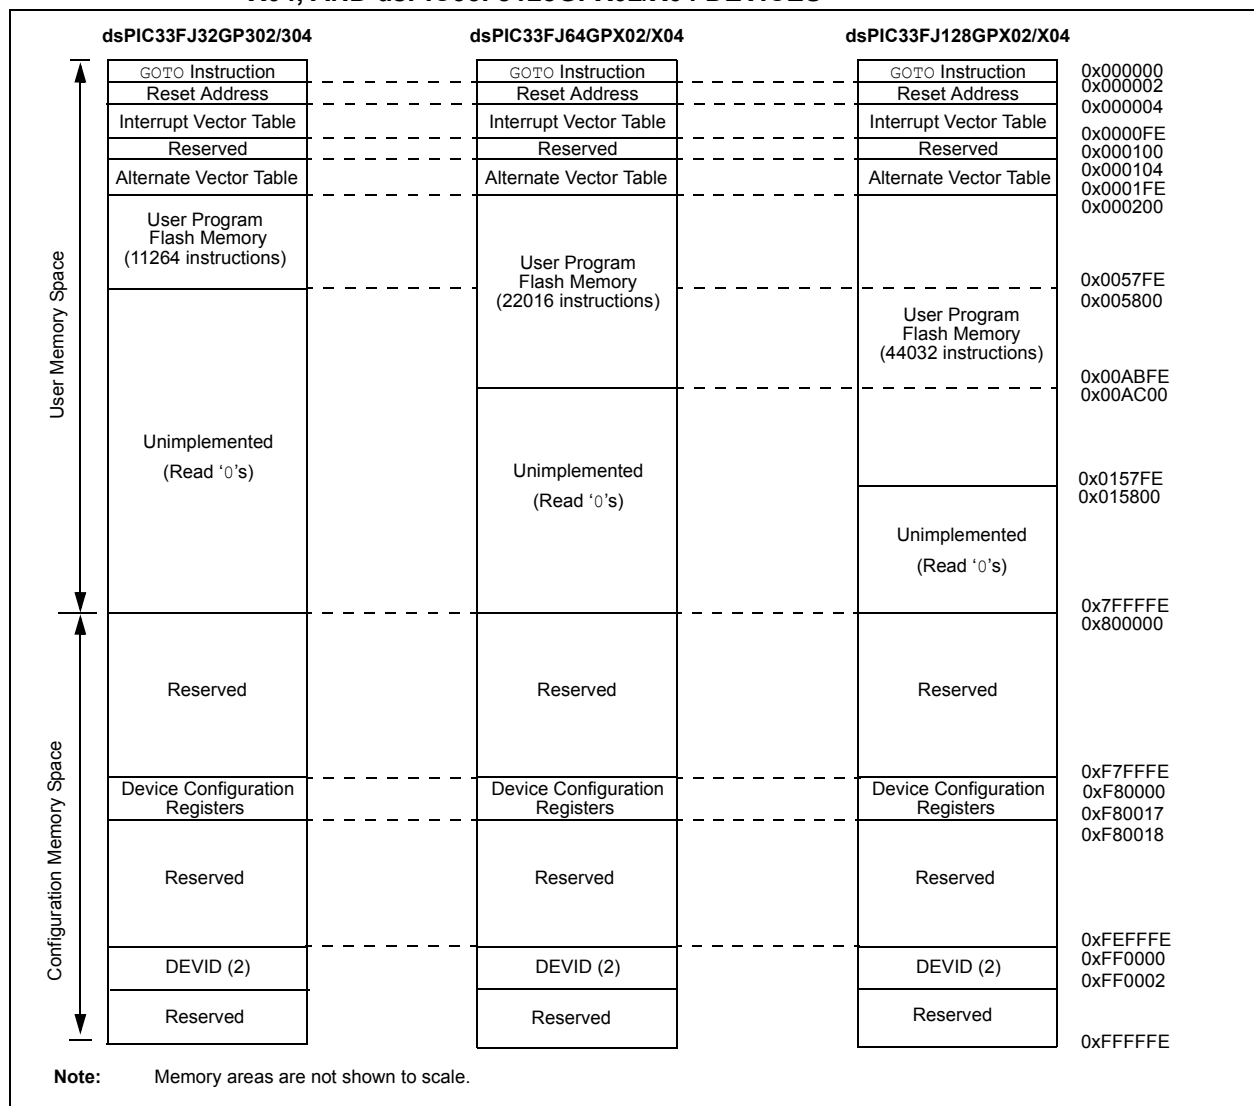 dsPIC33FJ32GP302/304
dsPIC33FJ64GPX02/X04
dsPIC33FJ128GPX02/X04
GOTO Instruction
Reset Address
Interrupt Vector Table
Reserved
Alternate Vector Table
User Program
Flash Memory
(11264 instructions)
Unimplemented
(Read ‘0’s)
Reserved
Device Configuration
Registers
Reserved
DEVID (2)
Reserved
GOTO Instruction
Reset Address
Interrupt Vector Table
Reserved
Alternate Vector Table
User Program
Flash Memory
(22016 instructions)
Unimplemented
(Read ‘0’s)
Reserved
Device Configuration
Registers
Reserved
DEVID (2)
Reserved
GOTO Instruction
Reset Address
Interrupt Vector Table
Reserved
Alternate Vector Table
User Program
Flash Memory
(44032 instructions)
Unimplemented
(Read ‘0’s)
Reserved
Device Configuration
Registers
Reserved
DEVID (2)
Reserved
0x000000
0x000002
0x000004
0x0000FE
0x000100
0x000104
0x0001FE
0x000200
0x0057FE
0x005800
0x00ABFE
0x00AC00
0x0157FE
0x015800
0x7FFFFE
0x800000
0xF7FFFE
0xF80000
0xF80017
0xF80018
0xFEFFFE
0xFF0000
0xFF0002
0xFFFFFE
User Memory Space
Configuration Memory Space
Note: Memory areas are not shown to scale.